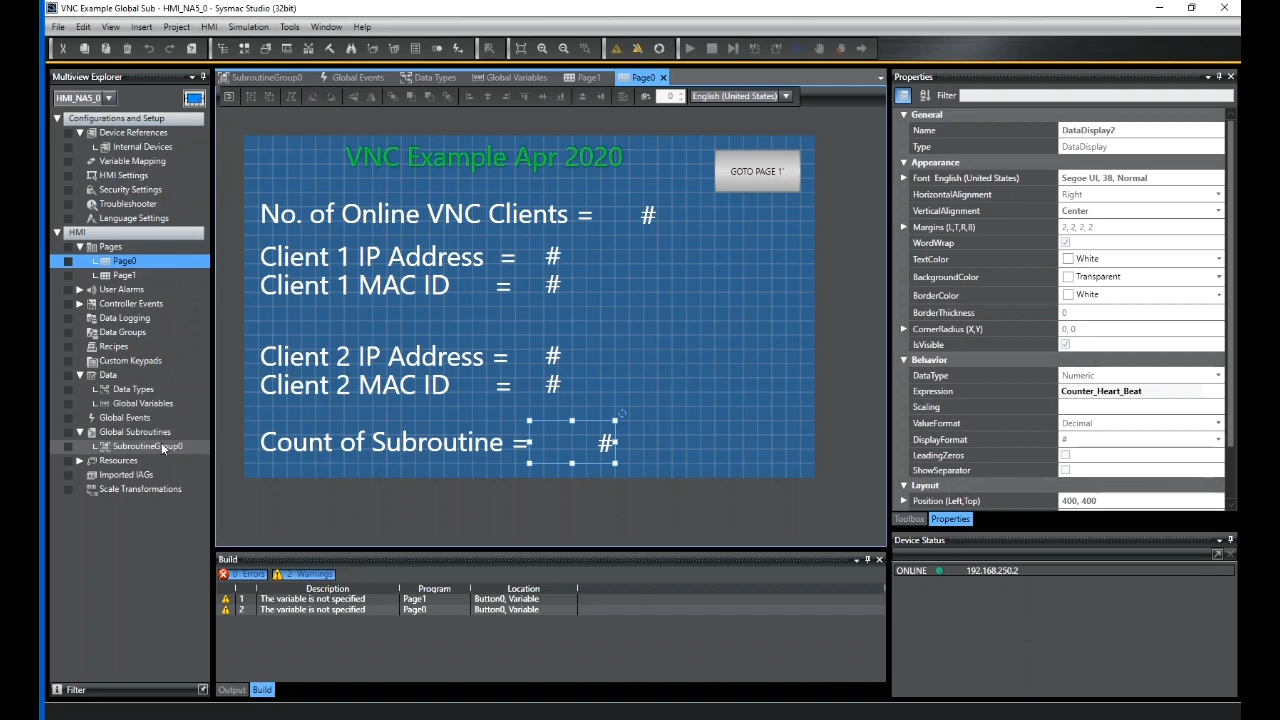 VNC Example Global Sub - HMI_NA5_0 - Sysmac Studio (32bit)
File Edit View Insert Project HMI Simulation Tools Window Help
Multiview Explorer
HMI_NA5_0
Configurations and Setup
Device References
Internal Devices
Variable Mapping
HMI Settings
Security Settings
Troubleshooter
Language Settings
HMI
Pages
Page0
Page1
User Alarms
Controller Events
Data Logging
Data Groups
Recipes
Custom Keypads
Data
Data Types
Global Variables
Global Events
Global Subroutines
SubroutineGroup0
Resources
Imported IAGs
Scale Transformations
Filter
SubroutineGroup0 Global Events Data Types Global Variables Page1 Page0
0 English (United States)
VNC Example Apr 2020
GOTO PAGE 1`
No. of Online VNC Clients = #
Client 1 IP Address = #
Client 1 MAC ID = #
Client 2 IP Address = #
Client 2 MAC ID = #
Count of Subroutine = #
Build
0 Errors 2 Warnings
Description Program Location
1 The variable is not specified Page1 Button0, Variable
2 The variable is not specified Page0 Button0, Variable
Output Build
Properties
Filter
General
Name DataDisplay2
Type DataDisplay
Appearance
Font English (United States) Segoe UI, 38, Normal
HorizontalAlignment Right
VerticalAlignment Center
Margins (L,T,R,B) 2, 2, 2, 2
WordWrap
TextColor White
BackgroundColor Transparent
BorderColor White
BorderThickness 0
CornerRadius (X,Y) 0, 0
IsVisible
Behavior
DataType Numeric
Expression Counter_Heart_Beat
Scaling
ValueFormat Decimal
DisplayFormat #
LeadingZeros
ShowSeparator
Layout
Position (Left,Top) 400, 400
Toolbox Properties
Device Status
ONLINE 192.168.250.2